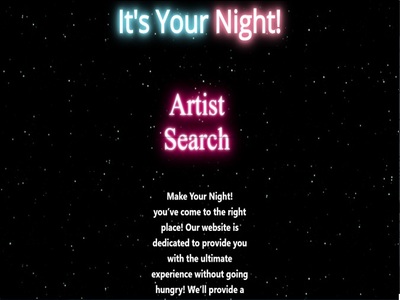 It's Your Night!
Artist
Search
Make Your Night!
you've come to the right
place! Our website is
dedicated to provide you
with the ultimate
experience without going
hungry! We'll provide a